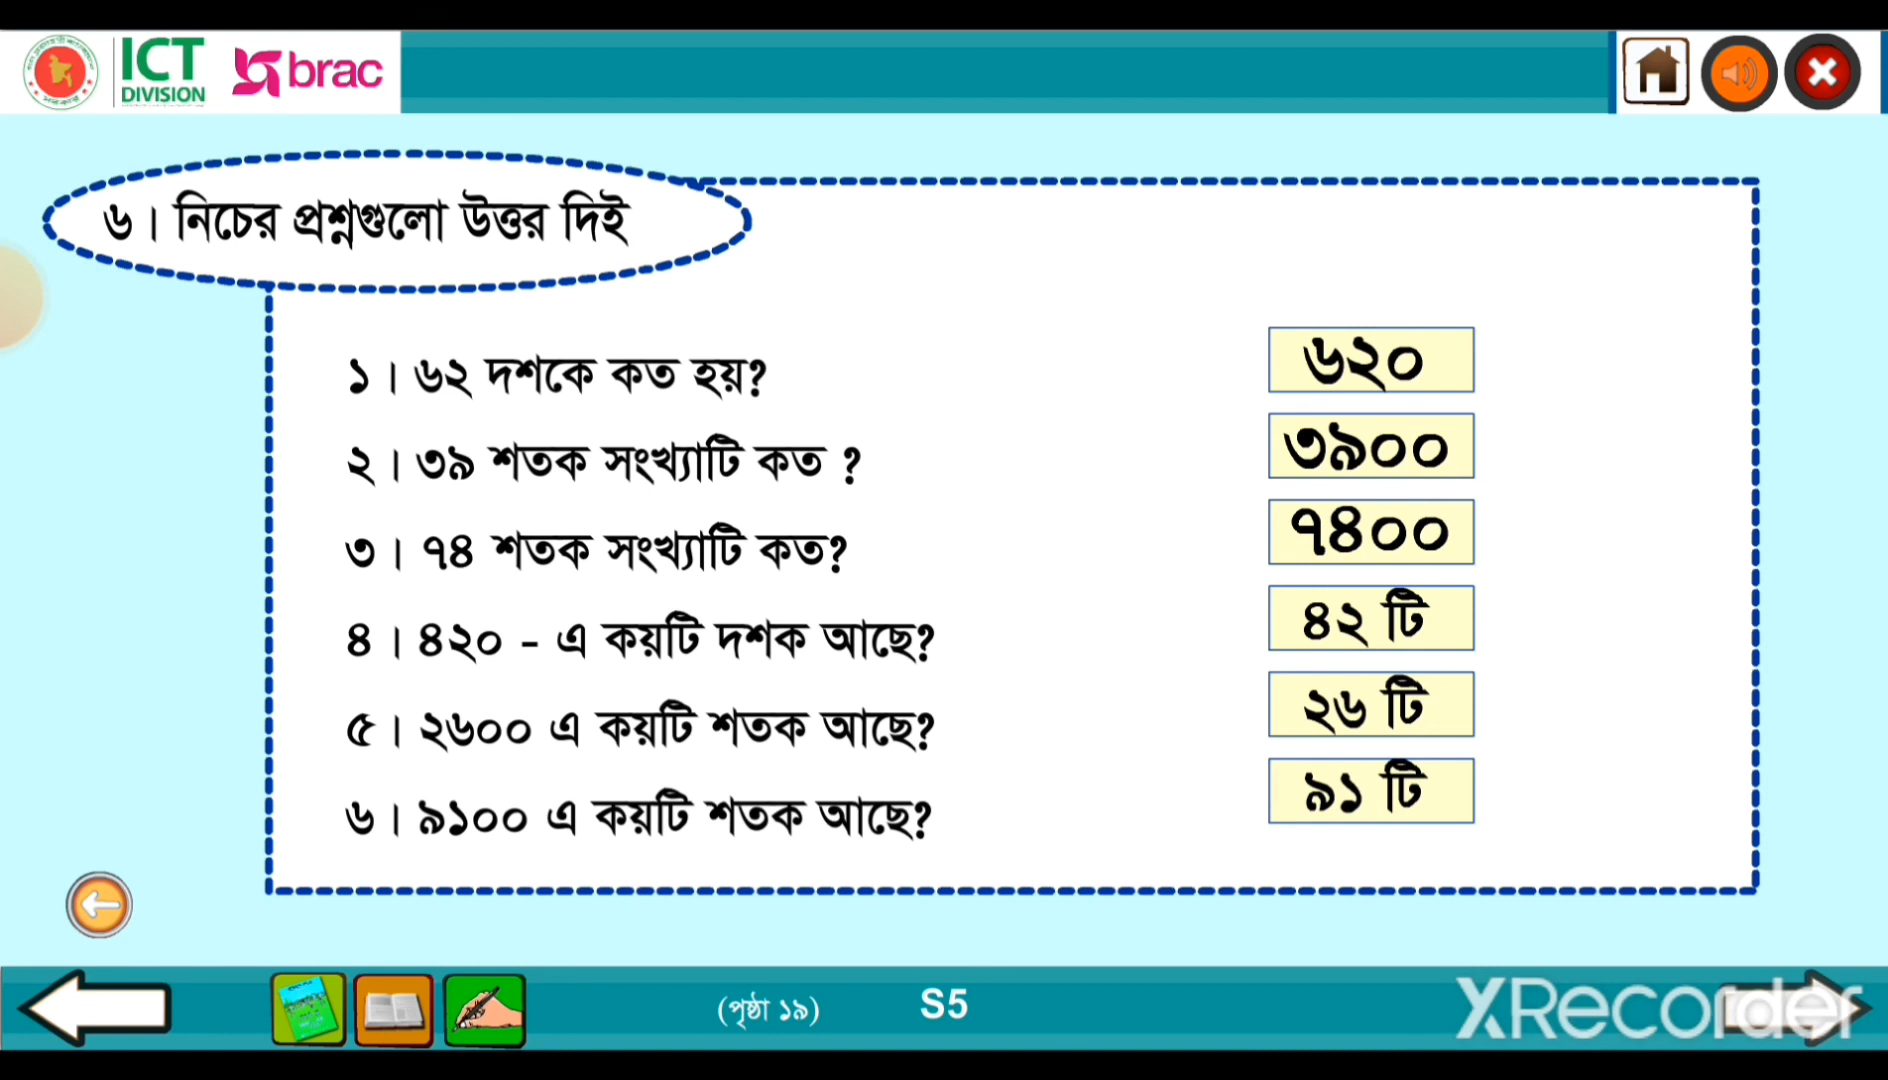 ICT
DIVISION
brac
৬। নিচের প্রশ্নগুলো উত্তর দিই
১। ৬২ দশকে কত হয়? ৬২০
২। ৩৯ শতক সংখ্যাটি কত ? ৩৯০০
৩। ৭৪ শতক সংখ্যাটি কত? ৭৪০০
৪। ৪২০ - এ কয়টি দশক আছে? ৪২ টি
৫। ২৬০০ এ কয়টি শতক আছে? ২৬ টি
৬। ৯১০০ এ কয়টি শতক আছে? ৯১ টি
(পৃষ্ঠা ১৯) S5
XRecorder